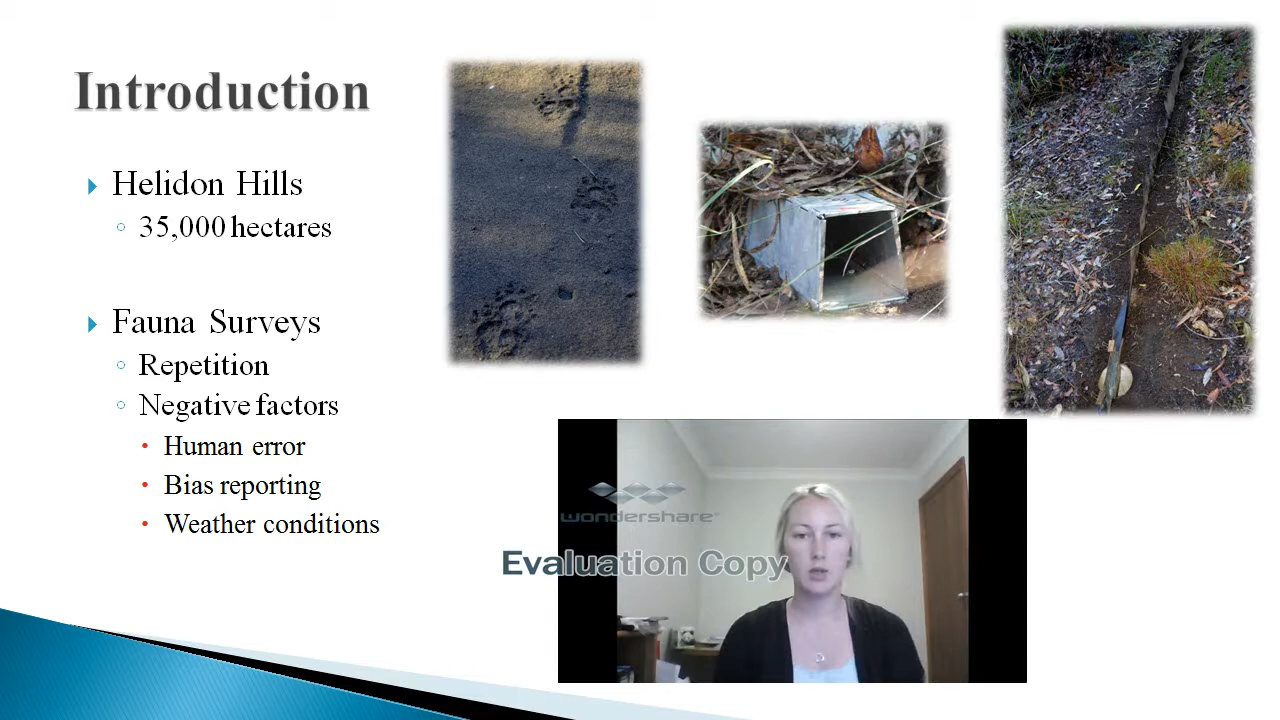 Introduction
Helidon Hills
35,000 hectares
Fauna Surveys
Repetition
Negative factors
Human error
Bias reporting
Weather conditions
wondershare
Evaluation Copy